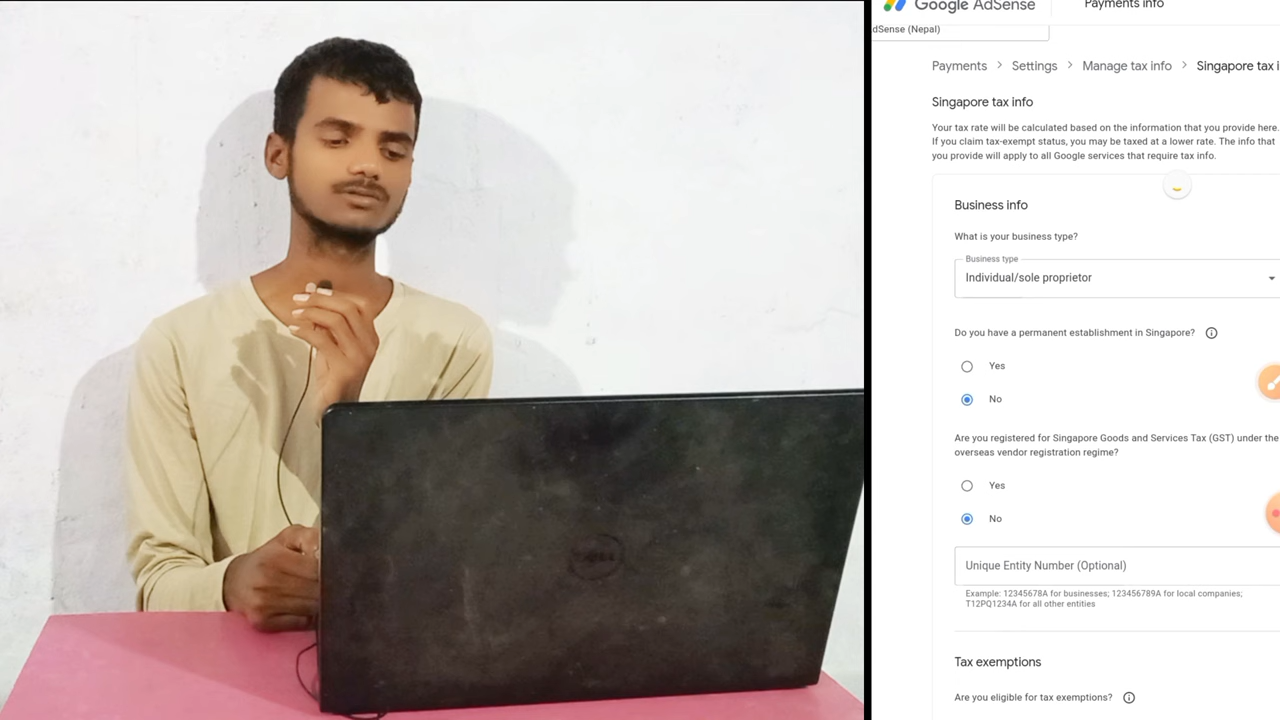 Google AdSense
Payments info
dSense (Nepal)
Payments > Settings > Manage tax info > Singapore tax i
Singapore tax info
Your tax rate will be calculated based on the information that you provide here.
If you claim tax-exempt status, you may be taxed at a lower rate. The info that
you provide will apply to all Google services that require tax info.
Business info
What is your business type?
Business type
Individual/sole proprietor
Do you have a permanent establishment in Singapore?
Yes
No
Are you registered for Singapore Goods and Services Tax (GST) under the
overseas vendor registration regime?
Yes
No
Unique Entity Number (Optional)
Example: 12345678A for businesses; 123456789A for local companies;
T12PQ1234A for all other entities
Tax exemptions
Are you eligible for tax exemptions?
DELL